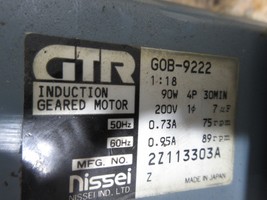 GTR
GOB-9222
INDUCTION
GEARED MOTOR
1:18
90W 4P 30MIN
200V 1ϕ 7μF
50Hz 0.73A 75rpm
60Hz 0.95A 89rpm
MFG. NO. 2Z113303A
nissei
NISSEI IND. LTD.
Z MADE IN JAPAN